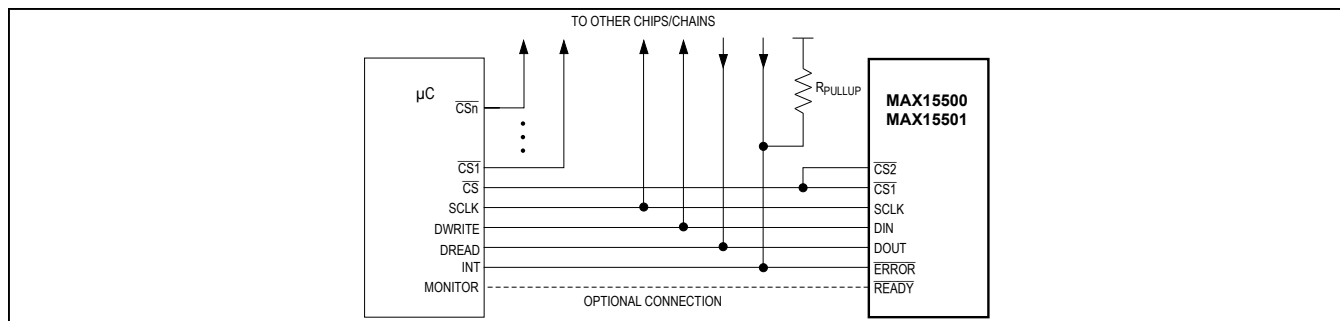 TO OTHER CHIPS/CHAINS
µC
CSn
CS1
CS
SCLK
DWRITE
DREAD
INT
MONITOR
RPULLUP
MAX15500
MAX15501
CS2
CS1
SCLK
DIN
DOUT
ERROR
READY
OPTIONAL CONNECTION